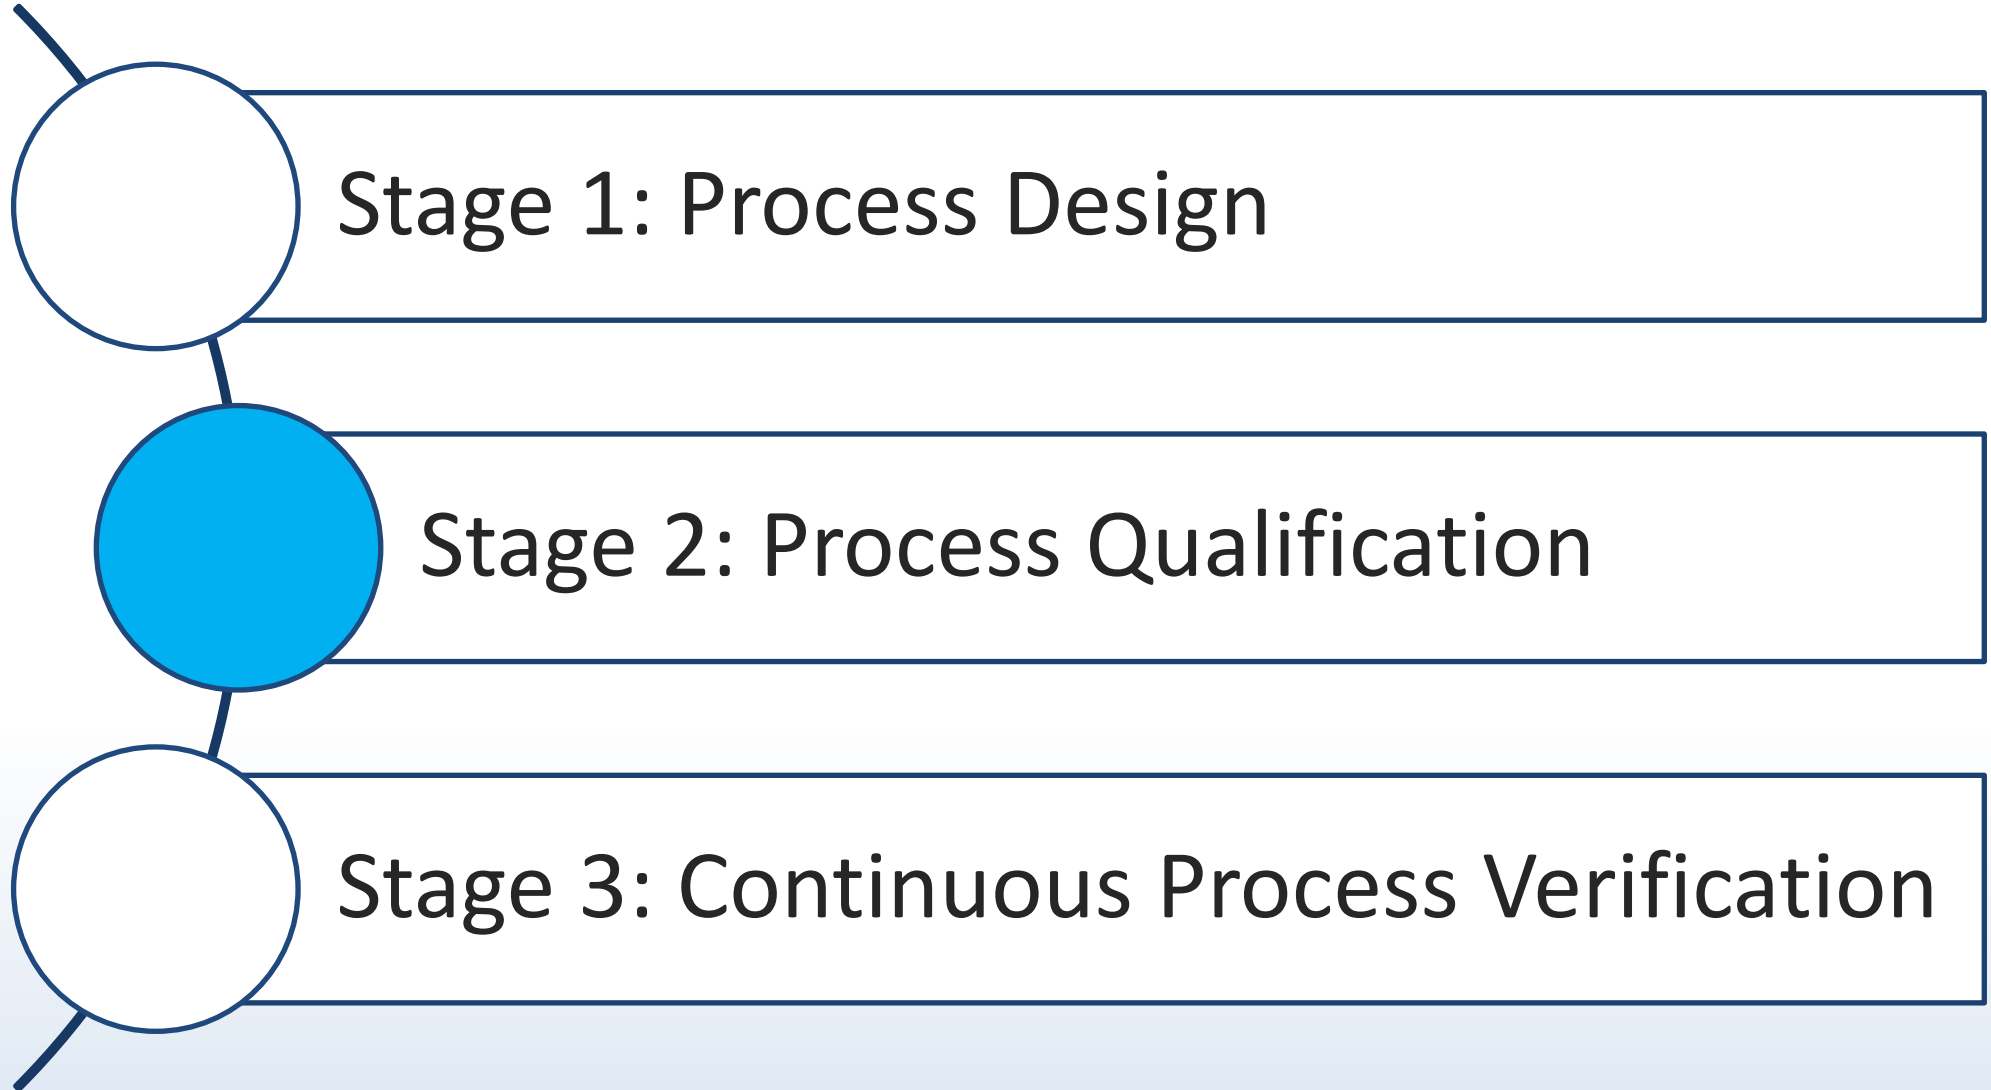 Stage 1: Process Design
Stage 2: Process Qualification
Stage 3: Continuous Process Verification